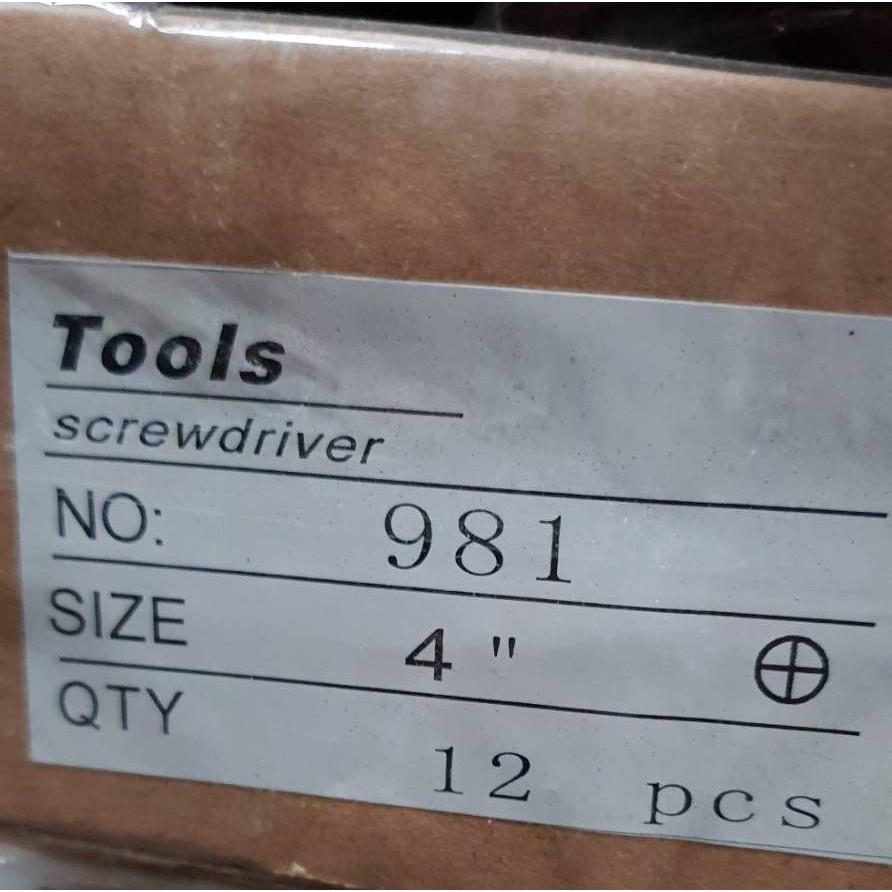 Tools
screwdriver
NO: 981
SIZE 4 " ⊕
QTY 12 pcs